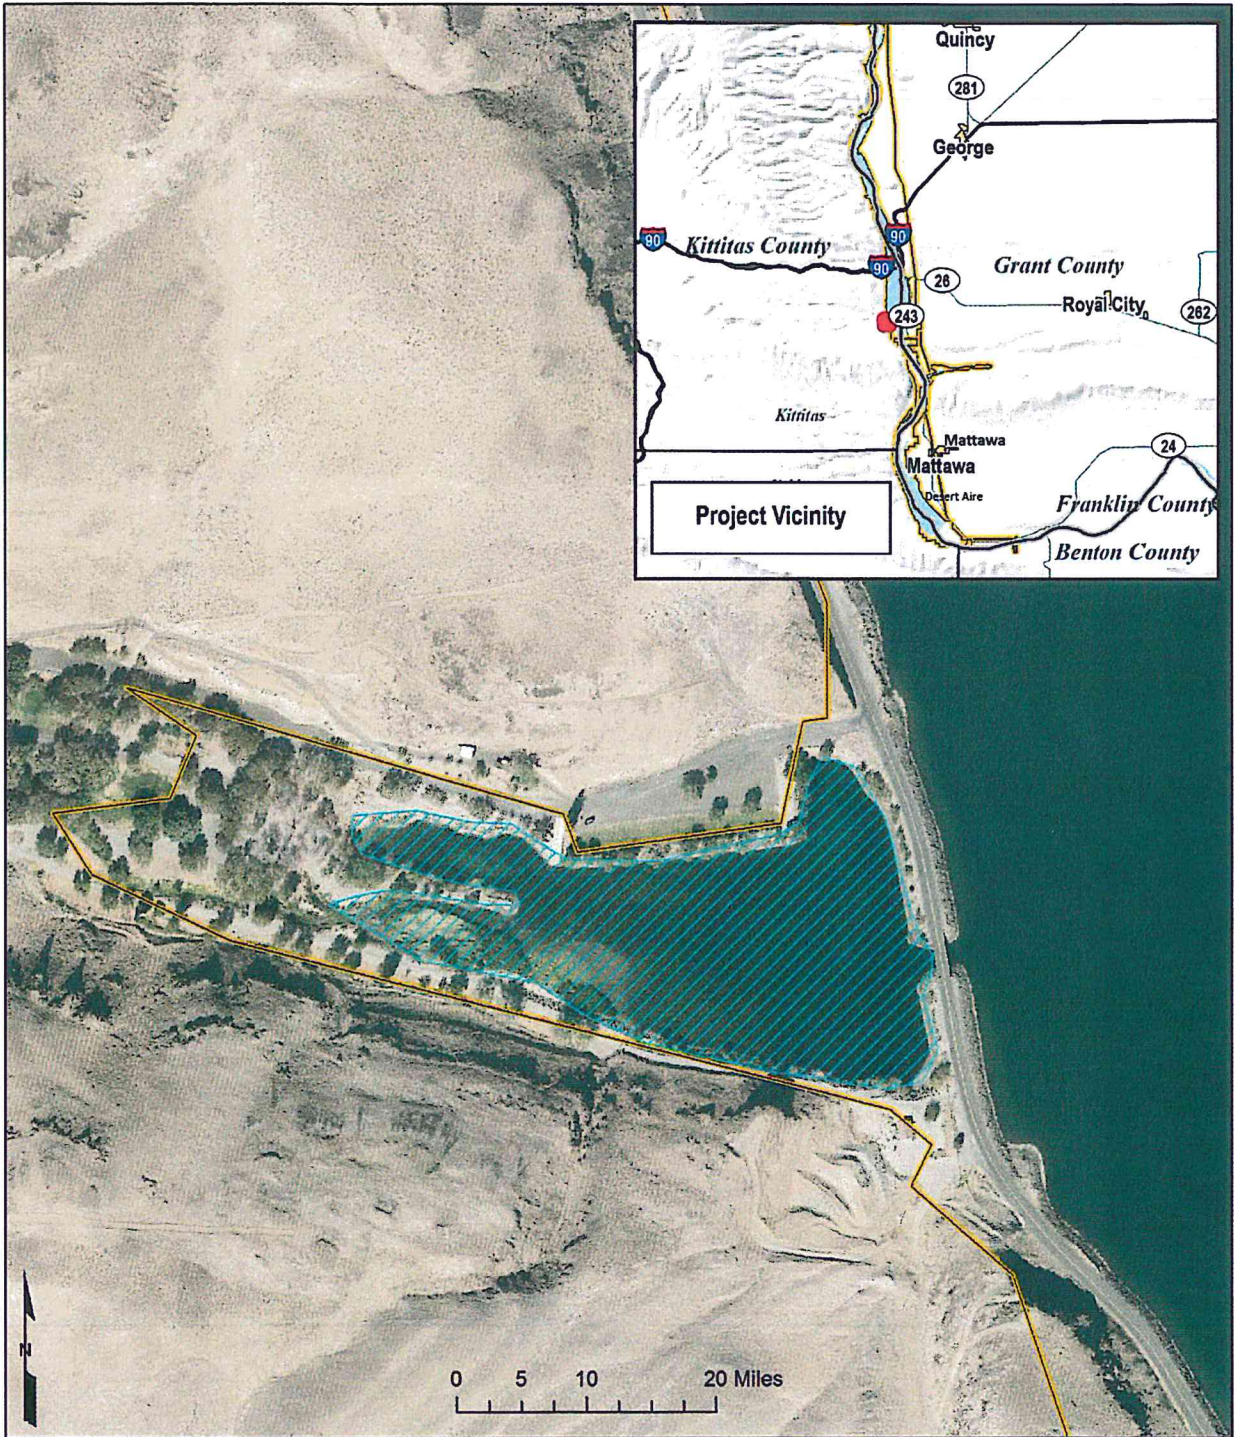 Quincy
281
George
90
Kittitas County
90
90
Grant County
26
Royal City
243
262
Kittitas
Mattawa
Mattawa
24
Desert Aire
Franklin County
Project Vicinity
Benton County
N
0 5 10 20 Miles